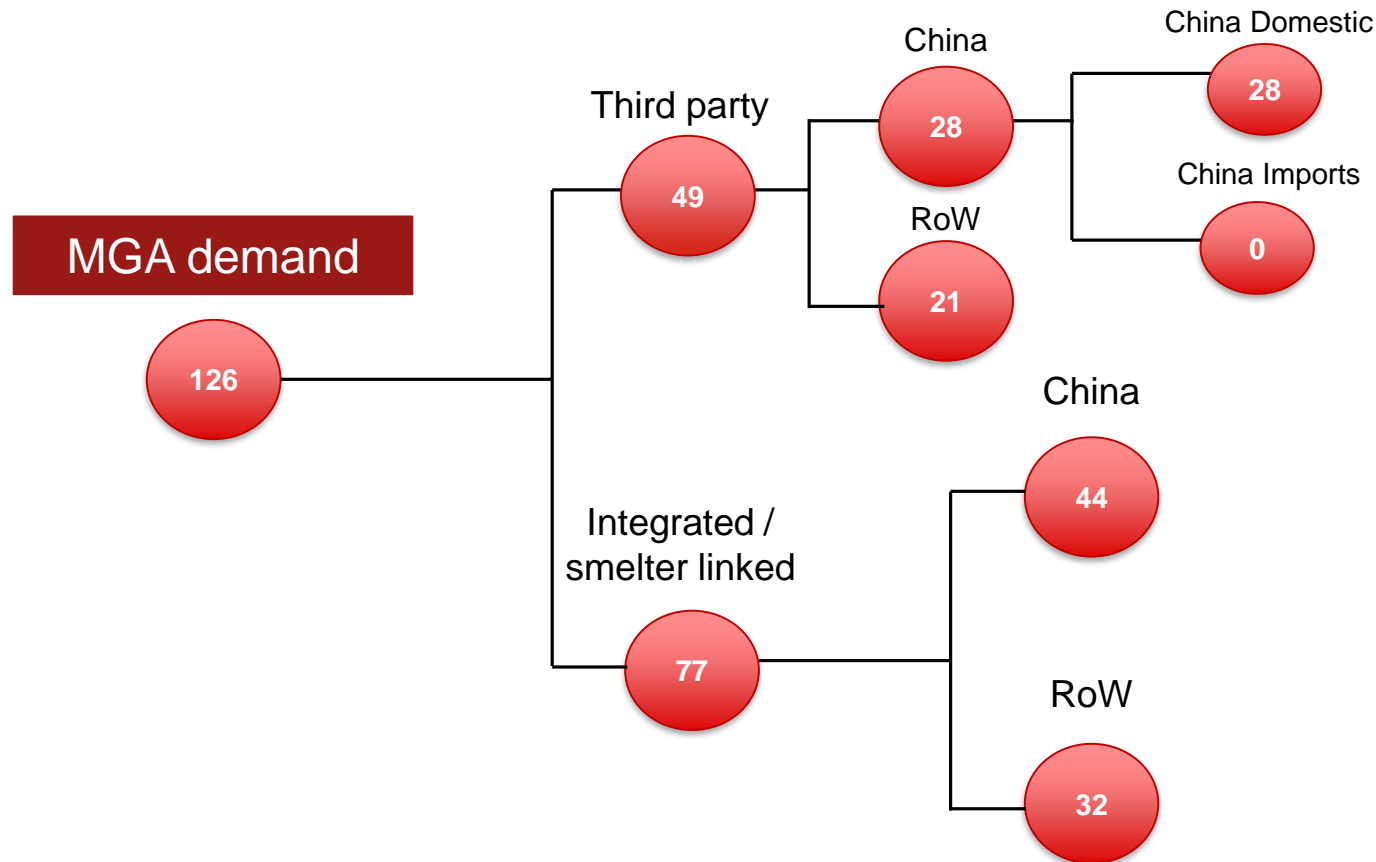 China Domestic
China
28
Third party
28
China Imports
49
RoW
0
MGA demand
21
126
China
44
Integrated /
smelter linked
77
RoW
32